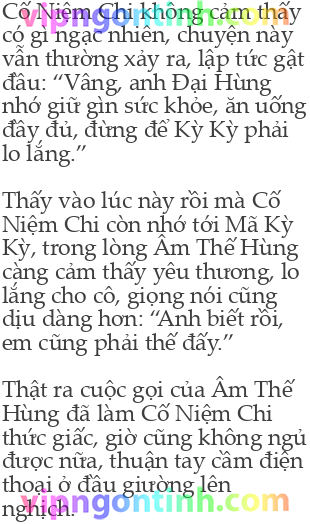 Cố Niệm Chi không cảm thấy
có gì ngạc nhiên, chuyện này
vẫn thường xảy ra, lập tức gật
đầu: “Vâng, anh Đại Hùng
nhớ giữ gìn sức khỏe, ăn uống
đầy đủ, đừng để Kỳ Kỳ phải
lo lắng.”
Thấy vào lúc này rồi mà Cố
Niệm Chi còn nhớ tới Mã Kỳ
Kỳ, trong lòng Âm Thế Hùng
càng cảm thấy yêu thương, lo
lắng cho cô, giọng nói cũng
dịu dàng hơn: “Anh biết rồi,
em cũng phải thế đấy.”
Thật ra cuộc gọi của Âm Thế
Hùng đã làm Cố Niệm Chi
thức giấc, giờ cũng không ngủ
được nữa, thuận tay cầm điện
thoại ở đầu giường lên
nghịch.
vipngontinh.com
vipngontinh.com